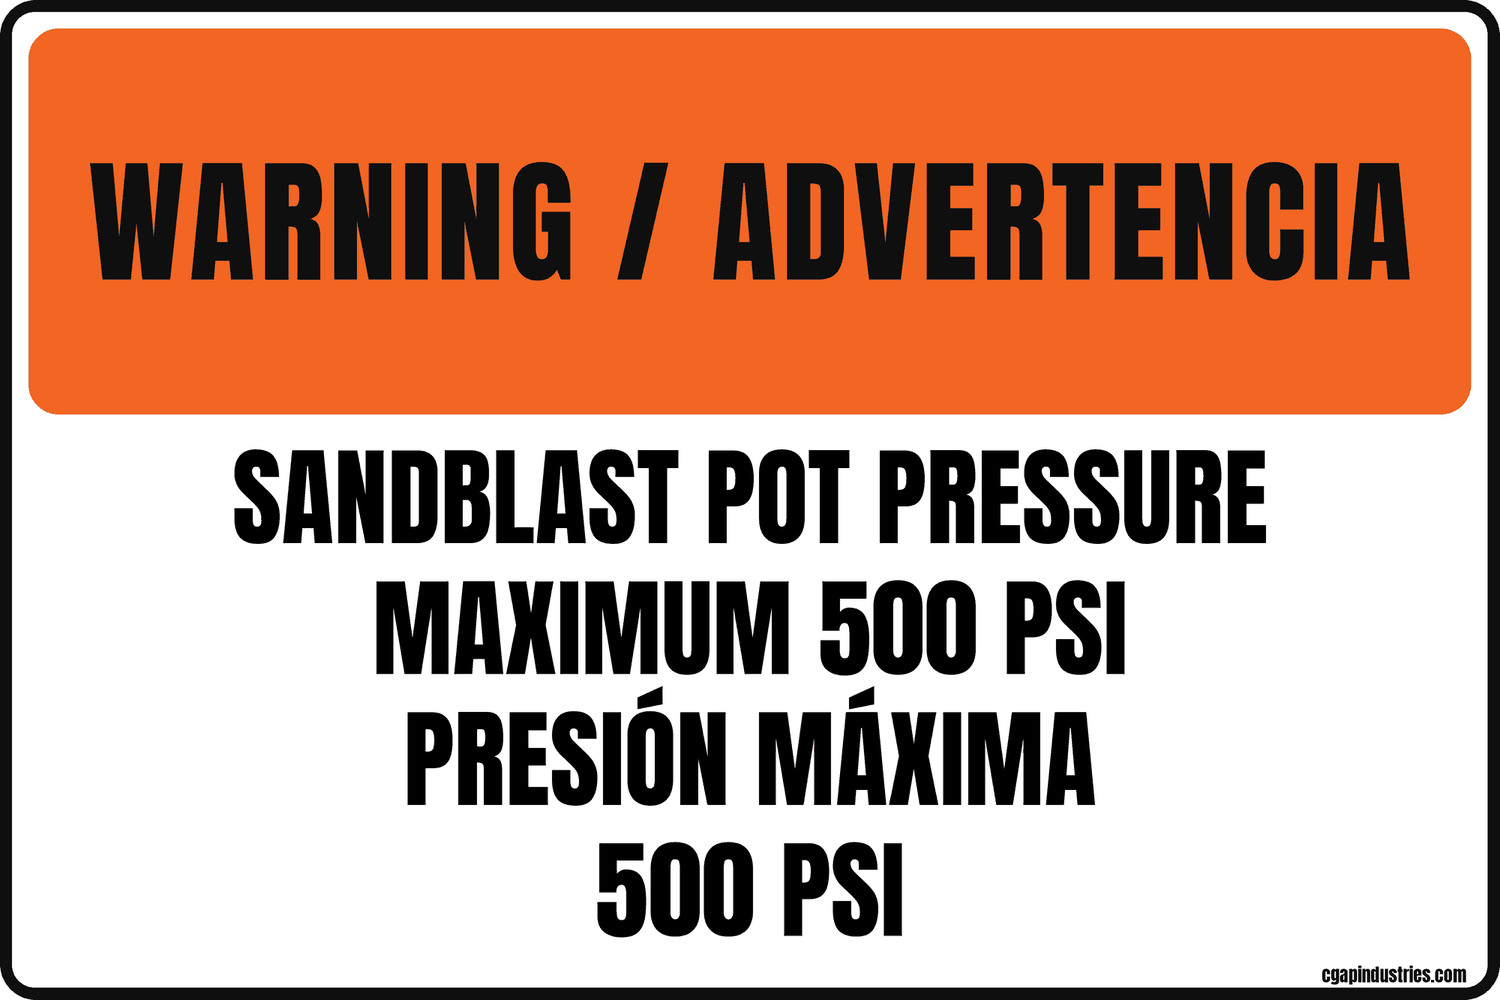 WARNING / ADVERTENCIA
SANDBLAST POT PRESSURE
MAXIMUM 500 PSI
PRESIÓN MÁXIMA
500 PSI
cgapindustries.com